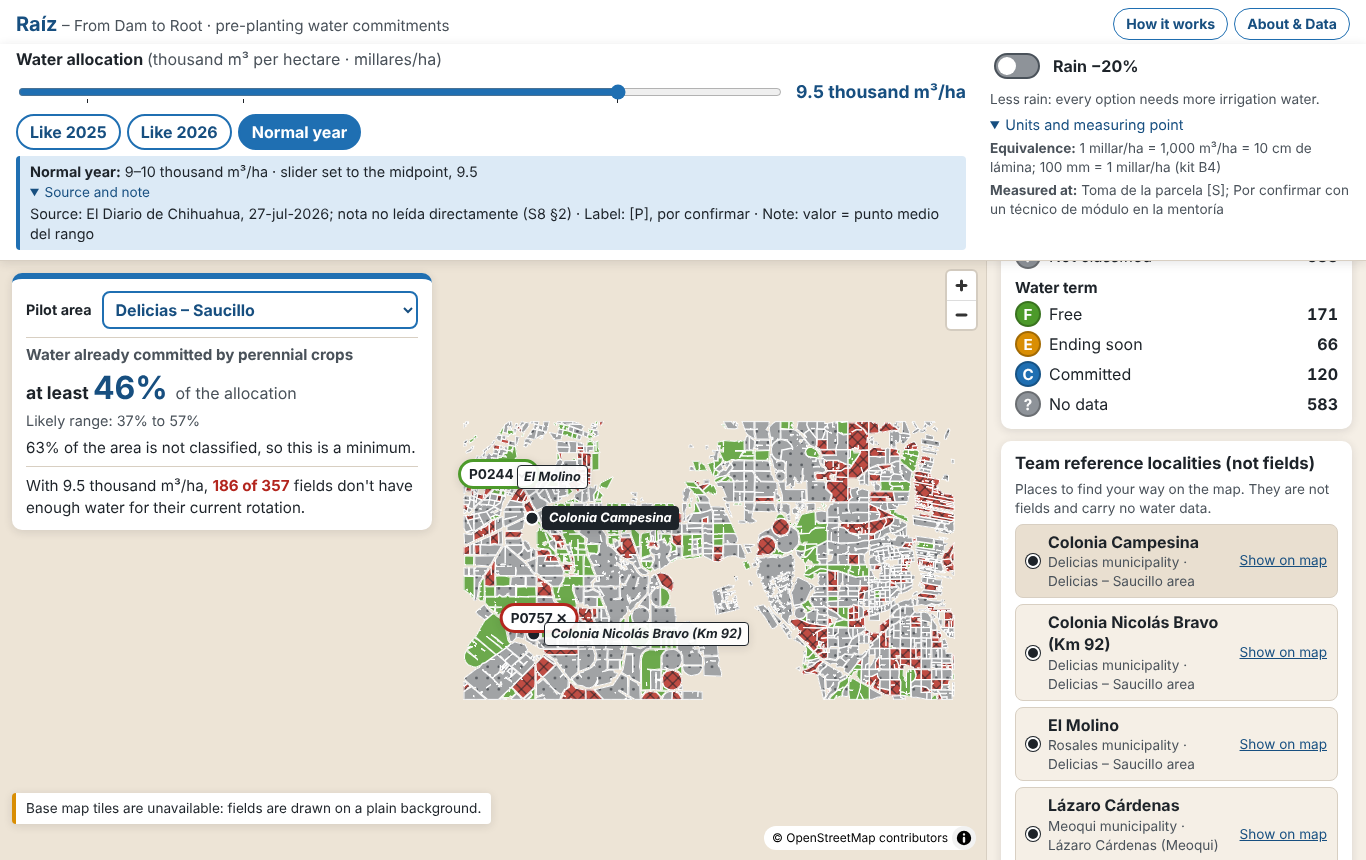 Raíz – From Dam to Root · pre-planting water commitments
How it works
About & Data
Water allocation (thousand m³ per hectare · millares/ha)
9.5 thousand m³/ha
Like 2025
Like 2026
Normal year
Normal year: 9–10 thousand m³/ha · slider set to the midpoint, 9.5
▼ Source and note
Source: El Diario de Chihuahua, 27-jul-2026; nota no leída directamente (S8 §2) · Label: [P], por confirmar · Note: valor = punto medio
del rango
Rain −20%
Less rain: every option needs more irrigation water.
▼ Units and measuring point
Equivalence: 1 millar/ha = 1,000 m³/ha = 10 cm de
lámina; 100 mm = 1 millar/ha (kit B4)
Measured at: Toma de la parcela [S]; Por confirmar con
un técnico de módulo en la mentoría
Pilot area
Delicias – Saucillo
Water already committed by perennial crops
at least 46% of the allocation
Likely range: 37% to 57%
63% of the area is not classified, so this is a minimum.
With 9.5 thousand m³/ha, 186 of 357 fields don't have
enough water for their current rotation.
+
−
P0244
El Molino
Colonia Campesina
P0757 ✕
Colonia Nicolás Bravo (Km 92)
Base map tiles are unavailable: fields are drawn on a plain background.
© OpenStreetMap contributors
Water term
F Free 171
E Ending soon 66
C Committed 120
? No data 583
Team reference localities (not fields)
Places to find your way on the map. They are not
fields and carry no water data.
Colonia Campesina
Delicias municipality ·
Delicias – Saucillo area
Show on map
Colonia Nicolás Bravo
(Km 92)
Delicias municipality ·
Delicias – Saucillo area
Show on map
El Molino
Rosales municipality ·
Delicias – Saucillo area
Show on map
Lázaro Cárdenas
Meoqui municipality ·
Lázaro Cárdenas (Meoqui)
Show on map